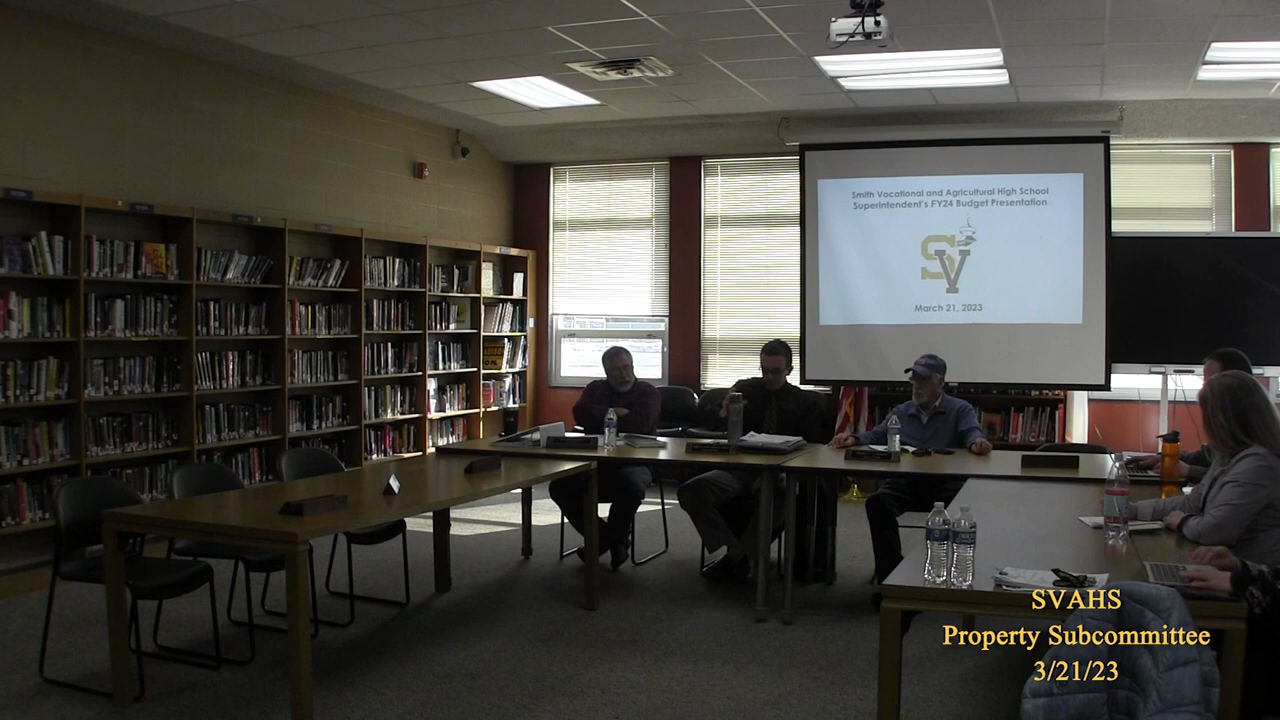 Smith Vocational and Agricultural High School
Superintendent's FY24 Budget Presentation
SV
March 21, 2023
SVAHS
Property Subcommittee
3/21/23